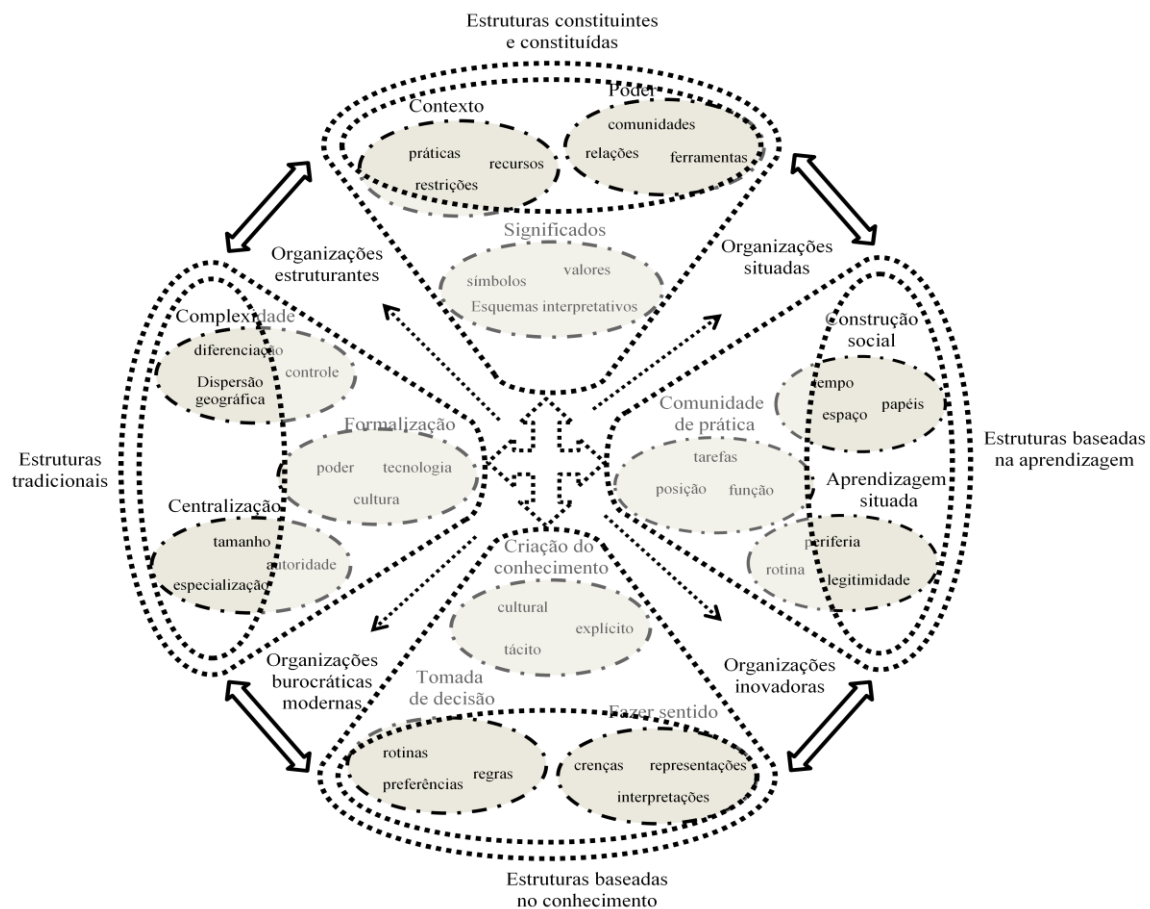 Estruturas constituintes
e constituídas
Contexto
Poder
práticas
recursos
restrições
comunidades
relações
ferramentas
Significados
símbolos
valores
Esquemas interpretativos
Organizações
estruturantes
Organizações
situadas
Estruturas
tradicionais
Complexidade
diferenciação
controle
Dispersão
geográfica
Formalização
poder
tecnologia
cultura
Centralização
tamanho
autoridade
especialização
Construção
social
tempo
espaço
papéis
Comunidade
de prática
tarefas
posição
função
Aprendizagem
situada
periferia
rotina
legitimidade
Estruturas baseadas
na aprendizagem
Criação do
conhecimento
cultural
explícito
tácito
Organizações
burocráticas
modernas
Organizações
inovadoras
Tomada
de decisão
rotinas
preferências
regras
Fazer sentido
crenças
representações
interpretações
Estruturas baseadas
no conhecimento